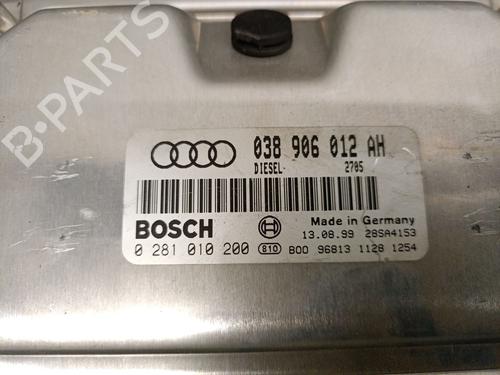 B-PARTS
038 906 012 AH
DIESEL 2705
BOSCH
Made in Germany
13.08.99 28SA4153
0 281 010 200 810 B00 96813 1128 1254